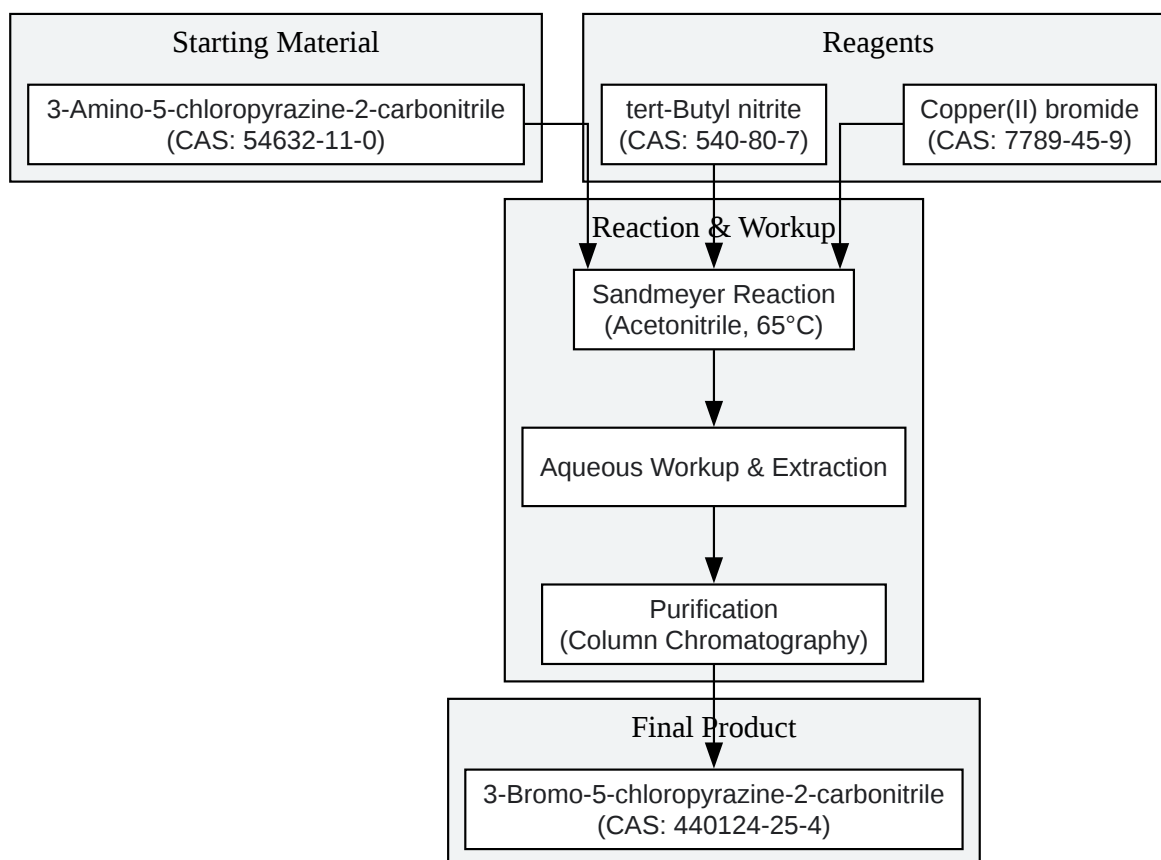 Starting Material
Reagents
3-Amino-5-chloropyrazine-2-carbonitrile
(CAS: 54632-11-0)
tert-Butyl nitrite
(CAS: 540-80-7)
Copper(II) bromide
(CAS: 7789-45-9)
Reaction & Workup
Sandmeyer Reaction
(Acetonitrile, 65°C)
Aqueous Workup & Extraction
Purification
(Column Chromatography)
Final Product
3-Bromo-5-chloropyrazine-2-carbonitrile
(CAS: 440124-25-4)